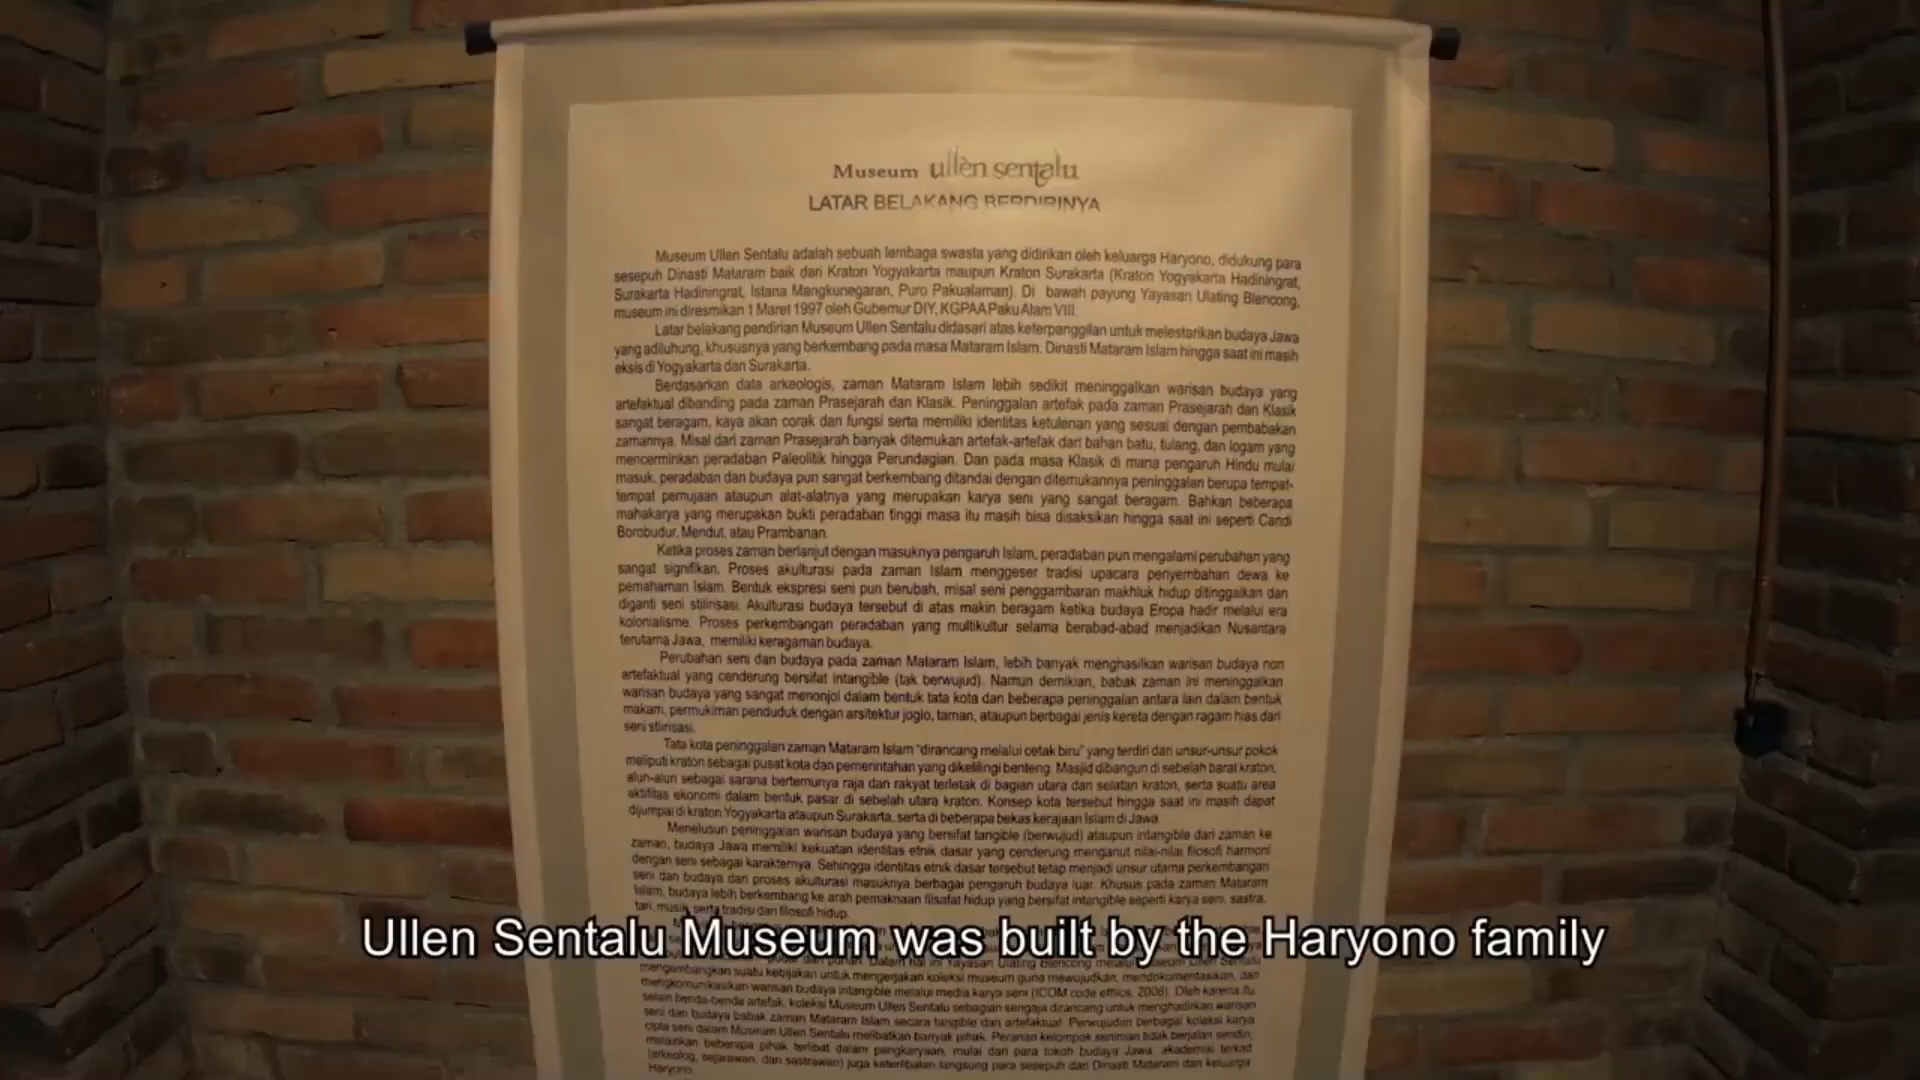 Museum ullèn sentalu
LATAR BELAKANG BERDIRINYA
Museum Ullen Sentalu adalah sebuah lembaga swasta yang didirikan oleh keluarga Haryono, didukung para
sesepuh Dinasti Mataram baik dari Kraton Yogyakarta maupun Kraton Surakarta (Kraton Yogyakarta Hadiningrat,
Surakarta Hadiningrat, Istana Mangkunegaran, Puro Pakualaman). Di bawah payung Yayasan Ulating Blencong,
museum ini diresmikan 1 Maret 1997 oleh Gubernur DIY, KGPAA Paku Alam VIII.
Latar belakang pendirian Museum Ullen Sentalu didasari atas keterpanggilan untuk melestarikan budaya Jawa
yang adiluhung, khususnya yang berkembang pada masa Mataram Islam. Dinasti Mataram Islam hingga saat ini masih
eksis di Yogyakarta dan Surakarta.
Berdasarkan data arkeologis, zaman Mataram Islam lebih sedikit meninggalkan warisan budaya yang
artefaktual dibanding pada zaman Prasejarah dan Klasik. Peninggalan artefak pada zaman Prasejarah dan Klasik
sangat beragam, kaya akan corak dan fungsi serta memiliki identitas ketulenan yang sesuai dengan pembabakan
zamannya. Misal dari zaman Prasejarah banyak ditemukan artefak-artefak dari bahan batu, tulang, dan logam yang
mencerminkan peradaban Paleolitik hingga Perundagian. Dan pada masa Klasik di mana pengaruh Hindu mulai
masuk, peradaban dan budaya pun sangat berkembang ditandai dengan ditemukannya peninggalan berupa tempat-
tempat pemujaan ataupun alat-alatnya yang merupakan karya seni yang sangat beragam. Bahkan beberapa
mahakarya yang merupakan bukti peradaban tinggi masa itu masih bisa disaksikan hingga saat ini seperti Candi
Borobudur, Mendut, atau Prambanan.
Ketika proses zaman berlanjut dengan masuknya pengaruh Islam, peradaban pun mengalami perubahan yang
sangat signifikan. Proses akulturasi pada zaman Islam menggeser tradisi upacara penyembahan dewa ke
pemahaman Islam. Bentuk ekspresi seni pun berubah, misal seni penggambaran makhluk hidup ditinggalkan dan
diganti seni stilirisasi. Akulturasi budaya tersebut di atas makin beragam ketika budaya Eropa hadir melalui era
kolonialisme. Proses perkembangan peradaban yang multikultur selama berabad-abad menjadikan Nusantara
terutama Jawa, memiliki keragaman budaya.
Perubahan seni dan budaya pada zaman Mataram Islam, lebih banyak menghasilkan warisan budaya non
artefaktual yang cenderung bersifat intangible (tak berwujud). Namun demikian, babak zaman ini meninggalkan
warisan budaya yang sangat menonjol dalam bentuk tata kota dan beberapa peninggalan antara lain dalam bentuk
makam, permukiman penduduk dengan arsitektur joglo, taman, ataupun berbagai jenis kereta dengan ragam hias dari
seni stirisasi.
Tata kota peninggalan zaman Mataram Islam "dirancang melalui cetak biru" yang terdiri dari unsur-unsur pokok
meliputi kraton sebagai pusat kota dan pemerintahan yang dikelilingi benteng. Masjid dibangun di sebelah barat kraton,
alun-alun sebagai sarana bertemunya raja dan rakyat terletak di bagian utara dan selatan kraton, serta suatu area
aktifitas ekonomi dalam bentuk pasar di sebelah utara kraton. Konsep kota tersebut hingga saat ini masih dapat
dijumpai di kraton Yogyakarta ataupun Surakarta, serta di beberapa bekas kerajaan Islam di Jawa
Menelusuri peninggalan warisan budaya yang bersifat tangible (berwujud) ataupun intangible dari zaman ke
zaman, budaya Jawa memiliki kekuatan identitas etnik dasar yang cenderung menganut nilai-nilai filosofi harmoni
dengan seni sebagai karakternya. Sehingga identitas etnik dasar tersebut tetap menjadi unsur utama perkembangan
seni dan budaya dari proses akulturasi masuknya berbagai pengaruh budaya luar. Khusus pada zaman Mataram
Islam, budaya lebih berkembang ke arah pemaknaan filsafat hidup yang bersifat intangible seperti karya seni, sastra,
tari, musik, serta tradisi dan filosofi hidup.
Ullen Sentalu Museum was built by the Haryono family
dan punah. Dalam hal ini Yayasan Ulating Blencong melalui Museum Ullen Sentalu
mengembangkan suatu kebijakan untuk mengerjakan koleksi museum guna mewujudkan, mendokumentasikan, dan
mengkomunikasikan warisan budaya intangible melalui media karya seni (ICOM code ethics, 2006). Oleh karena itu
selain benda-benda artefak, koleksi Museum Ullen Sentalu sebagian sengaja dirancang untuk menghadirkan warisan
seni dan budaya babak zaman Mataram Islam secara tangible dan artefaktual. Perwujudan berbagai koleksi karya
cipta seni dalam Museum Ullen Sentalu melibatkan banyak pihak. Peranan kelompok seniman tidak berjalan sendiri,
melainkan beberapa pihak terlibat dalam pengkaryaan, mulai dari para tokoh budaya Jawa, akademisi terkait
(arkeolog, sejarawan, dan sastrawan) juga keterlibatan langsung para sesepuh dari Dinasti Mataram dan keluarga
Haryono.